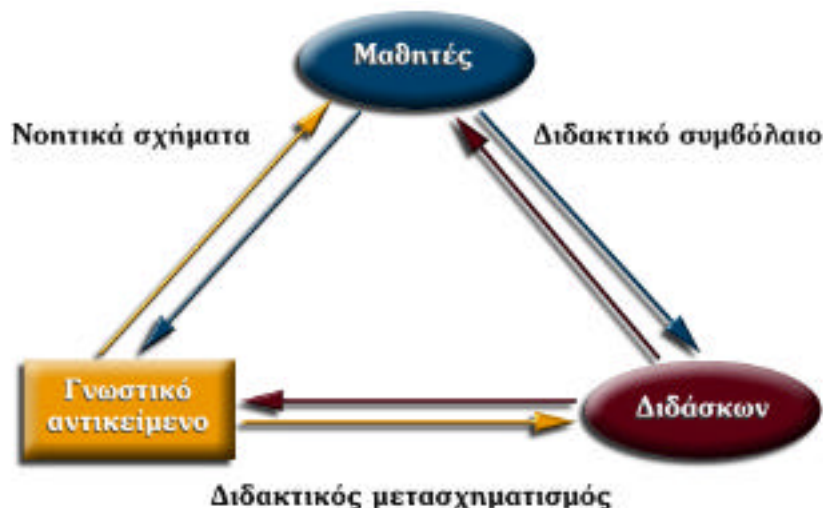 Μαθητές
Νοητικά σχήματα
Διδακτικό συμβόλαιο
Γνωστικό
αντικείμενο
Διδάσκων
Διδακτικός μετασχηματισμός